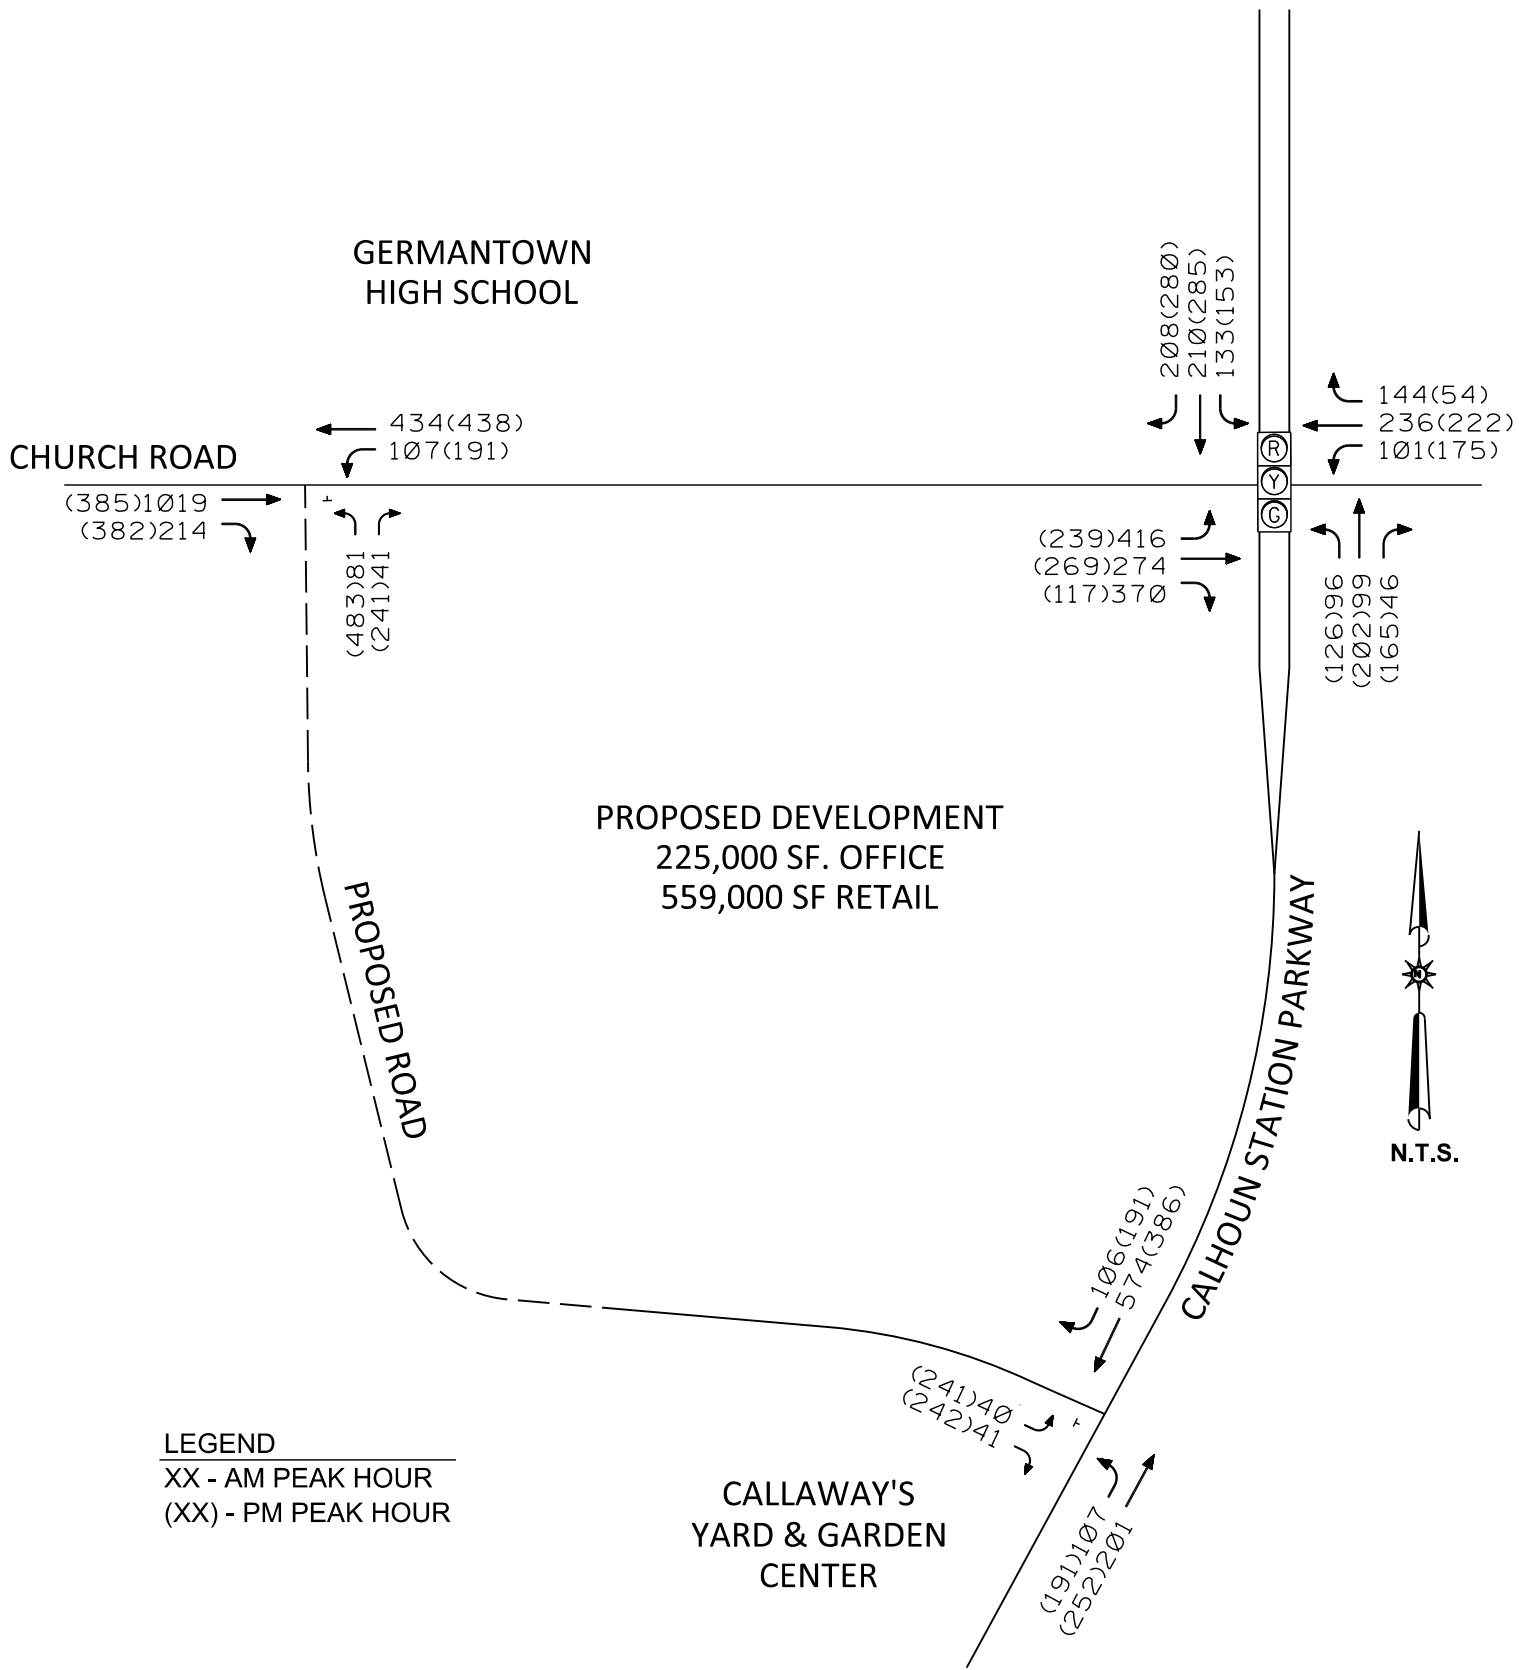 GERMANTOWN
HIGH SCHOOL
208(280)
210(285)
133(153)
144(54)
236(222)
101(175)
434(438)
107(191)
CHURCH ROAD
(385)1019
(382)214
R
Y
G
(483)81
(241)41
(239)416
(269)274
(117)370
(126)96
(202)99
(165)46
PROPOSED DEVELOPMENT
225,000 SF. OFFICE
559,000 SF RETAIL
PROPOSED ROAD
CALHOUN STATION PARKWAY
N
N.T.S.
106(191)
574(386)
(241)40
(242)41
(191)107
(252)201
LEGEND
XX - AM PEAK HOUR
(XX) - PM PEAK HOUR
CALLAWAY'S
YARD & GARDEN
CENTER